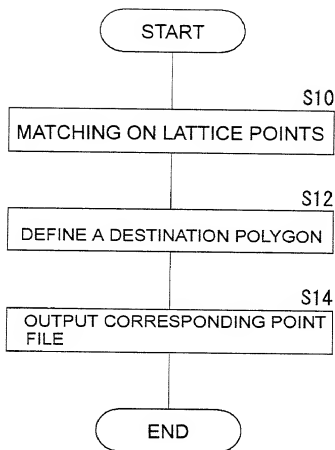 START
S10
MATCHING ON LATTICE POINTS
S12
DEFINE A DESTINATION POLYGON
S14
OUTPUT CORRESPONDING POINT
FILE
END